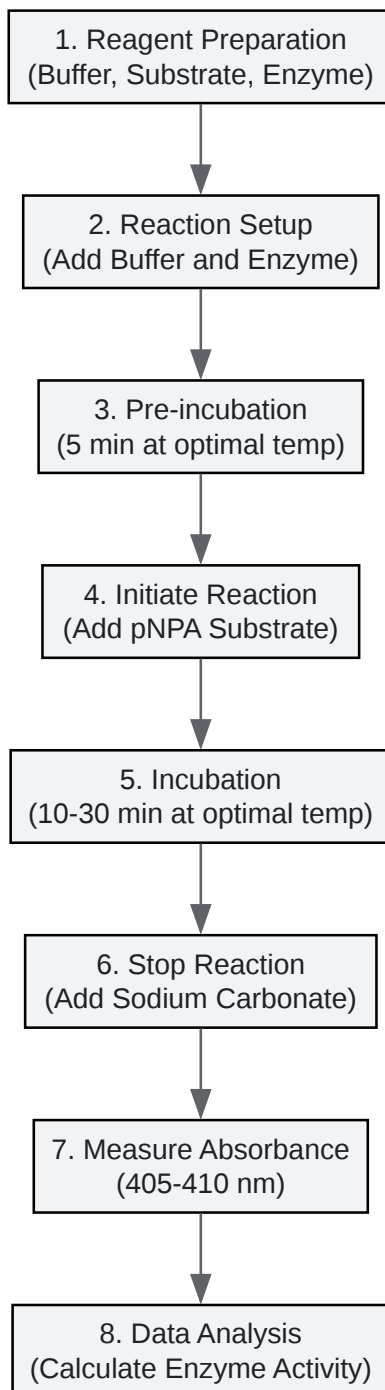 1. Reagent Preparation
(Buffer, Substrate, Enzyme)
2. Reaction Setup
(Add Buffer and Enzyme)
3. Pre-incubation
(5 min at optimal temp)
4. Initiate Reaction
(Add pNPA Substrate)
5. Incubation
(10-30 min at optimal temp)
6. Stop Reaction
(Add Sodium Carbonate)
7. Measure Absorbance
(405-410 nm)
8. Data Analysis
(Calculate Enzyme Activity)